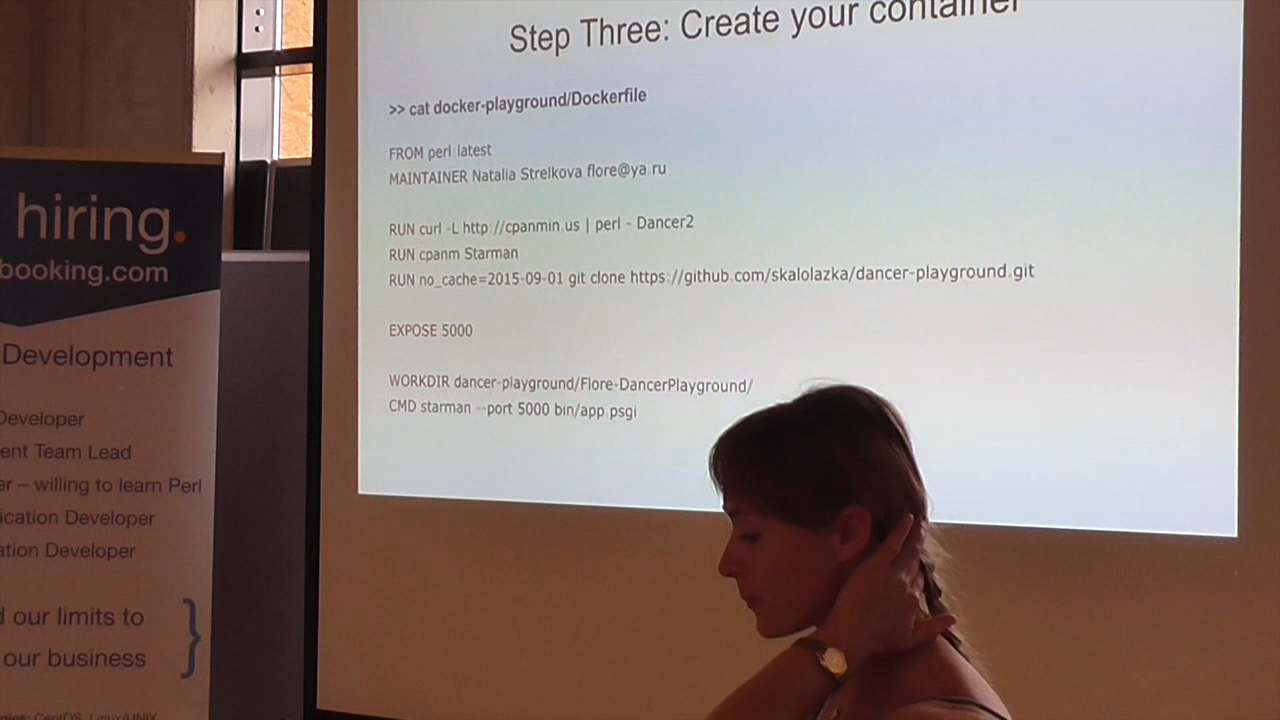 Step Three: Create your container
>> cat docker-playground/Dockerfile
FROM perl:latest
MAINTAINER Natalia Strelkova flore@ya.ru
RUN curl -L http://cpanmin.us | perl - Dancer2
RUN cpanm Starman
RUN no_cache=2015-09-01 git clone https://github.com/skalolazka/dancer-playground.git
EXPOSE 5000
WORKDIR dancer-playground/Flore-DancerPlayground/
CMD starman --port 5000 bin/app.psgi
hiring.
booking.com
Development
Developer
ent Team Lead
er – willing to learn Perl
ication Developer
ation Developer
our limits to
our business
}
CentOS, Linux/UNIX